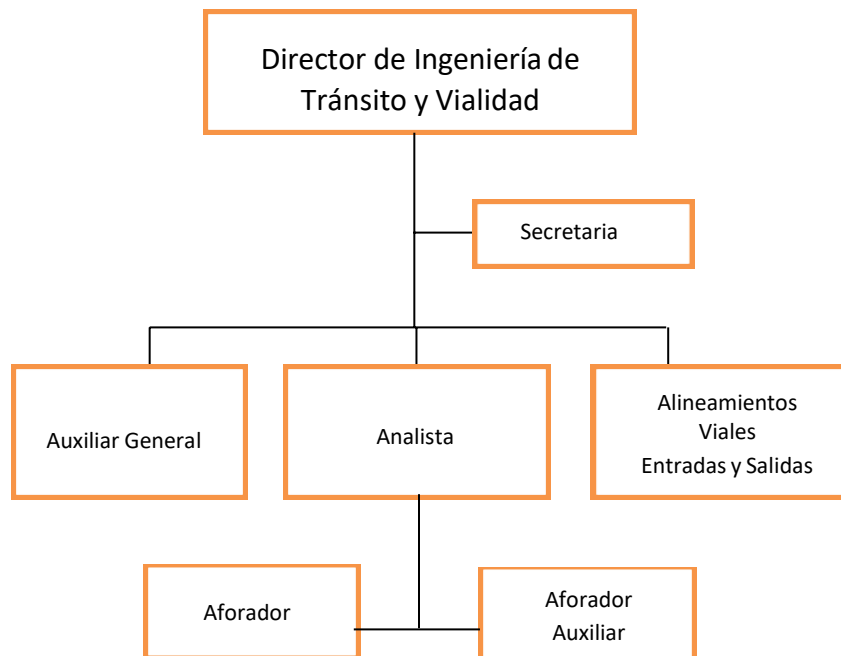 Director de Ingeniería de
Tránsito y Vialidad
Secretaria
Auxiliar General
Analista
Alineamientos
Viales
Entradas y Salidas
Aforador
Aforador
Auxiliar